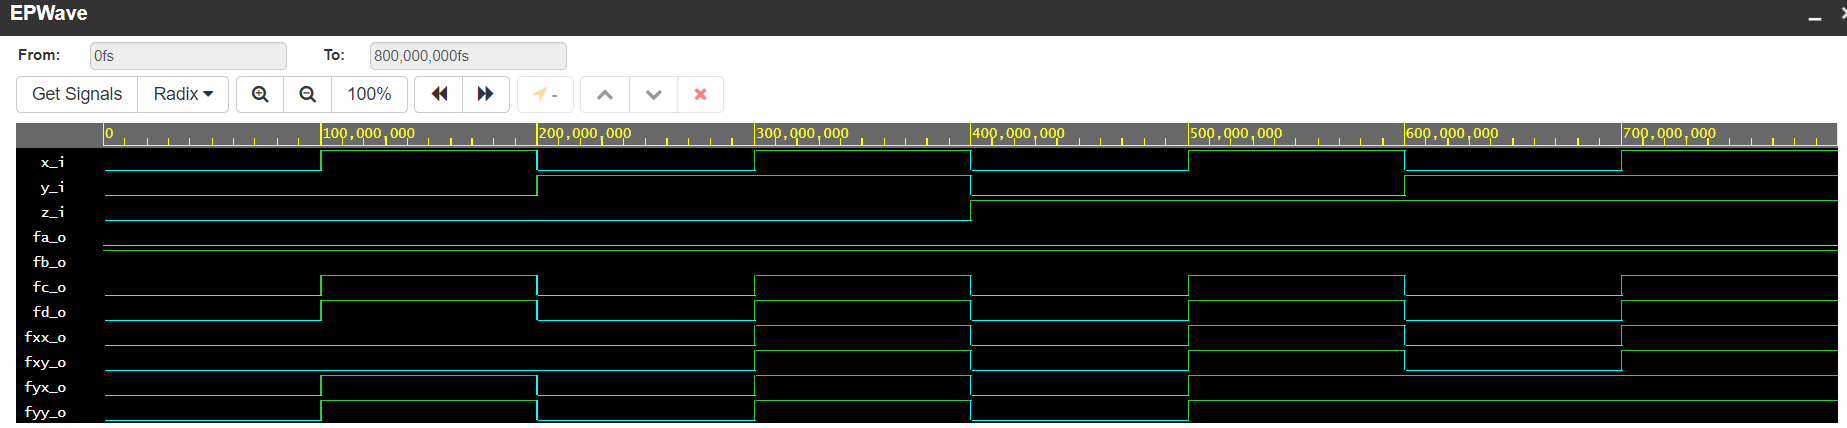 EPWave
From: 0fs To: 800,000,000fs
Get Signals Radix 100% -
0 100,000,000 200,000,000 300,000,000 400,000,000 500,000,000 600,000,000 700,000,000
x_i
y_i
z_i
fa_o
fb_o
fc_o
fd_o
fxx_o
fxy_o
fyx_o
fyy_o